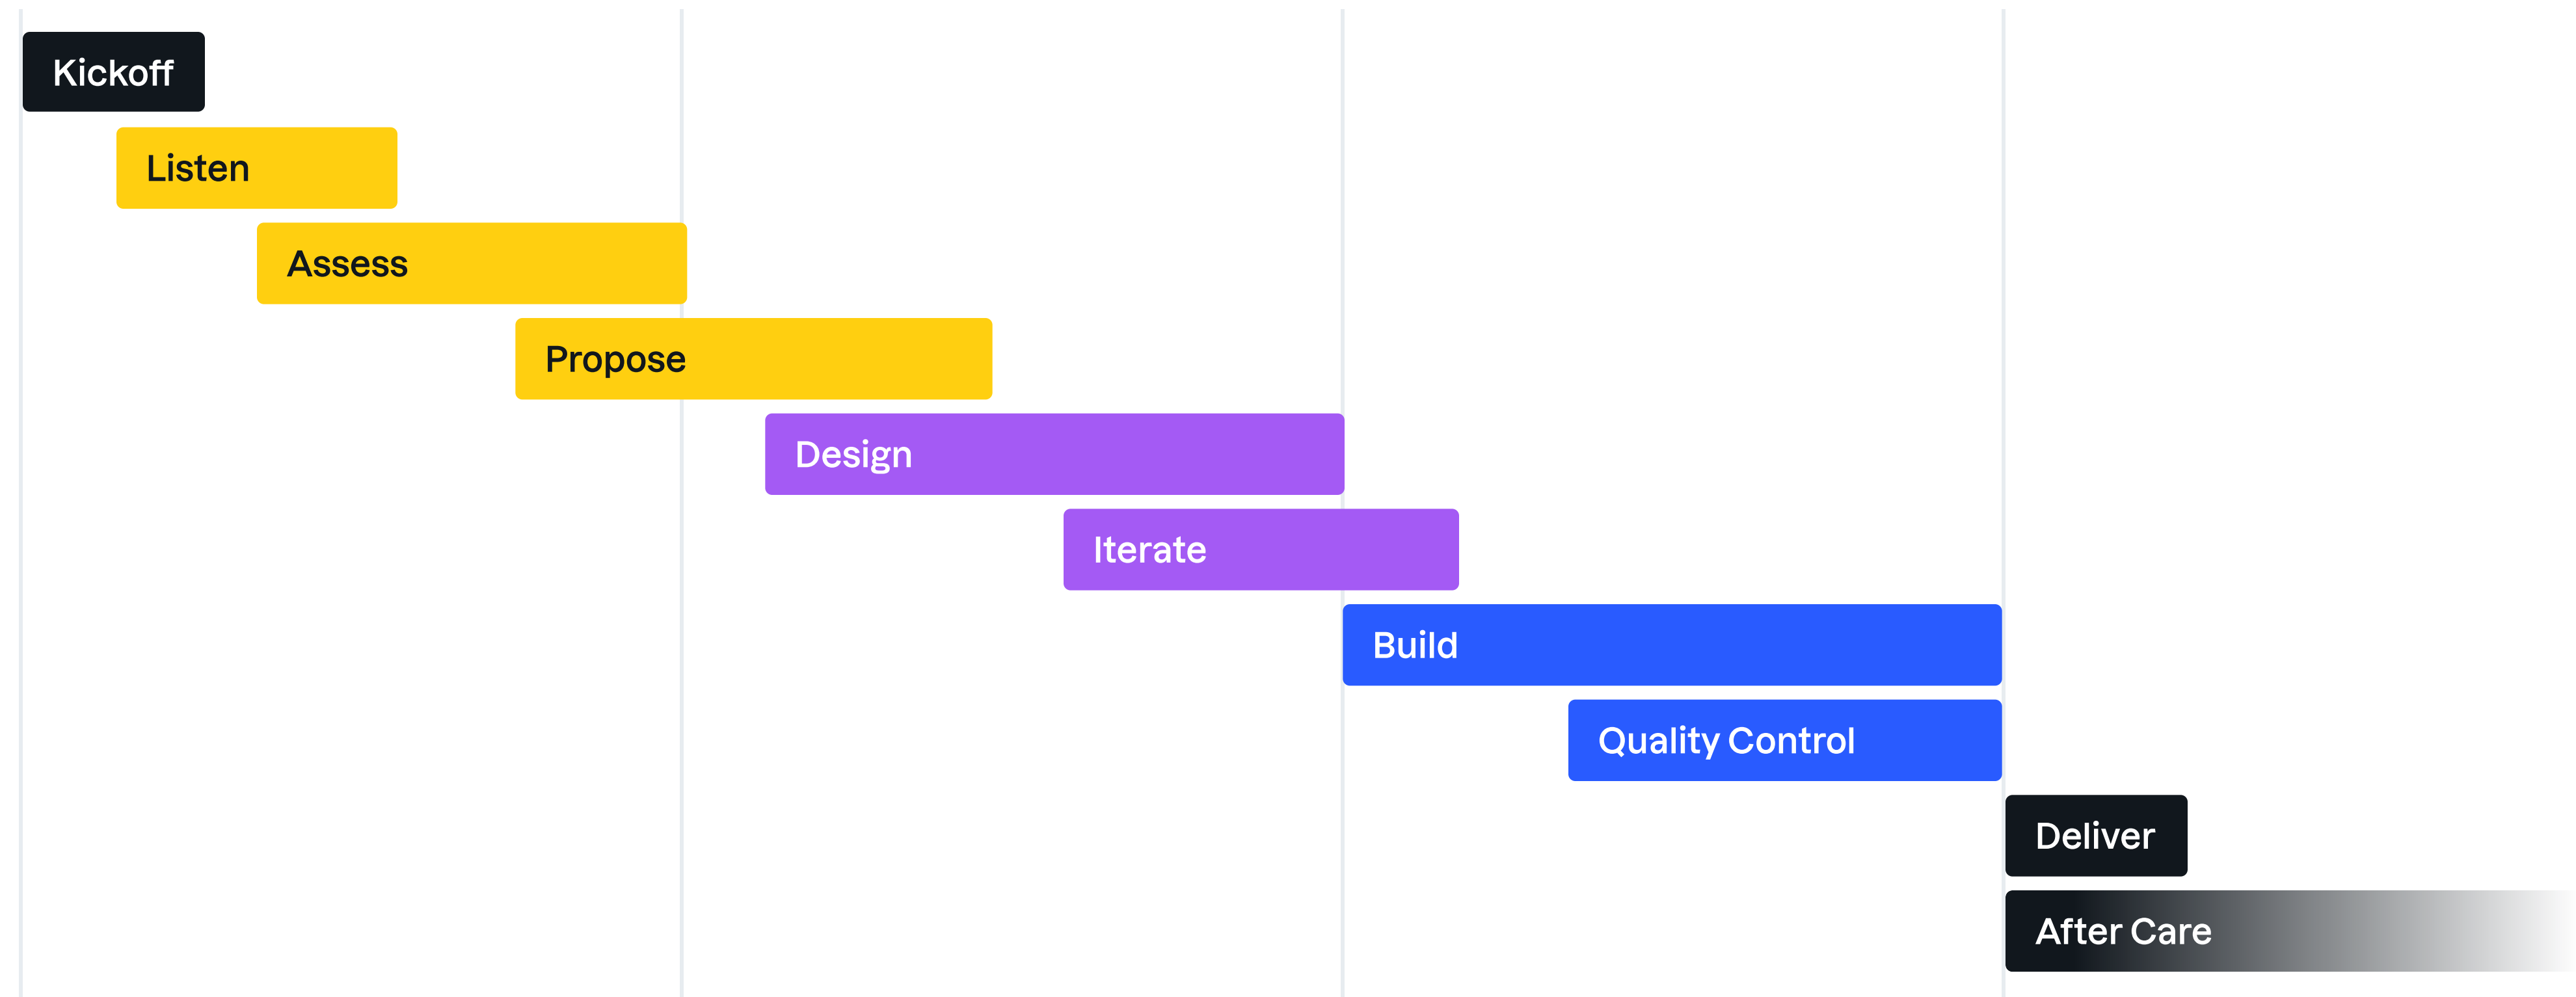 Kickoff
Listen
Assess
Propose
Design
Iterate
Build
Quality Control
Deliver
After Care